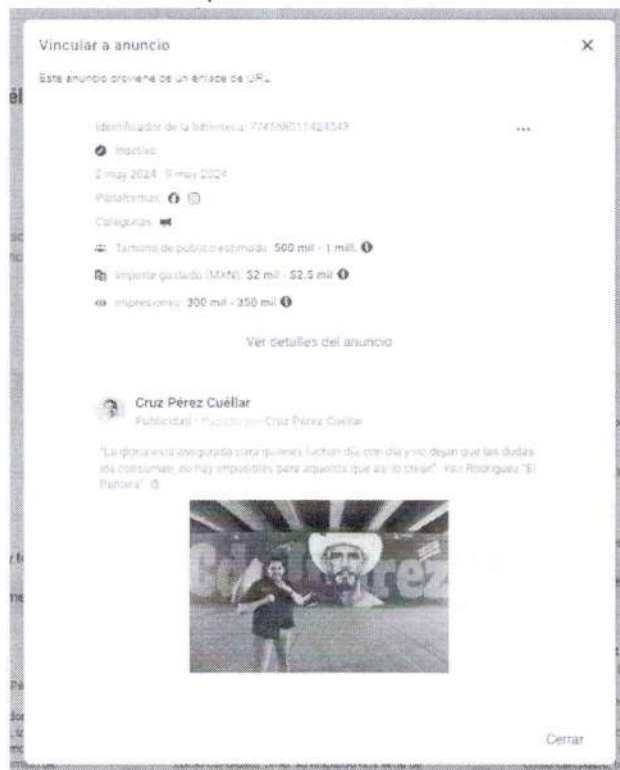 Vincular a anuncio
Este anuncio proviene de un enlace de URL
Identificador de la biblioteca:
Inactivo
2 may 2024 - 9 may 2024
Plataformas
Categorías
Tamaño de público estimado: 500 mil - 1 mill.
Importe gastado (MXN): $2 mil - $2.5 mil
Impresiones: 300 mil - 350 mil
Ver detalles del anuncio
Cruz Pérez Cuéllar
Publicidad • Pagado por Cruz Pérez Cuéllar
"La gloria está asegurada para quienes luchan día con día y no dejan que las dudas
los consuman, no hay imposibles para aquellos que así lo crean". Yair Rodríguez "El
Pantera"
Cerrar